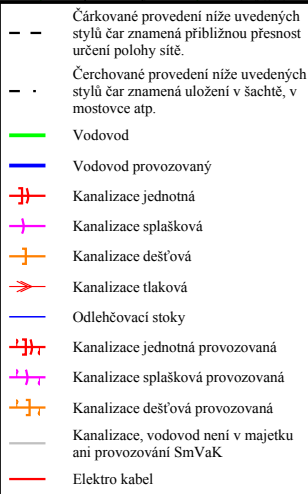 Čárkované provedení níže uvedených
stylů čar znamená přibližnou přesnost
určení polohy sítě.
Čerchované provedení níže uvedených
stylů čar znamená uložení v šachtě, v
mostovce atp.
Vodovod
Vodovod provozovaný
Kanalizace jednotná
Kanalizace splašková
Kanalizace dešťová
Kanalizace tlaková
Odlehčovací stoky
Kanalizace jednotná provozovaná
Kanalizace splašková provozovaná
Kanalizace dešťová provozovaná
Kanalizace, vodovod není v majetku
ani provozování SmVaK
Elektro kabel